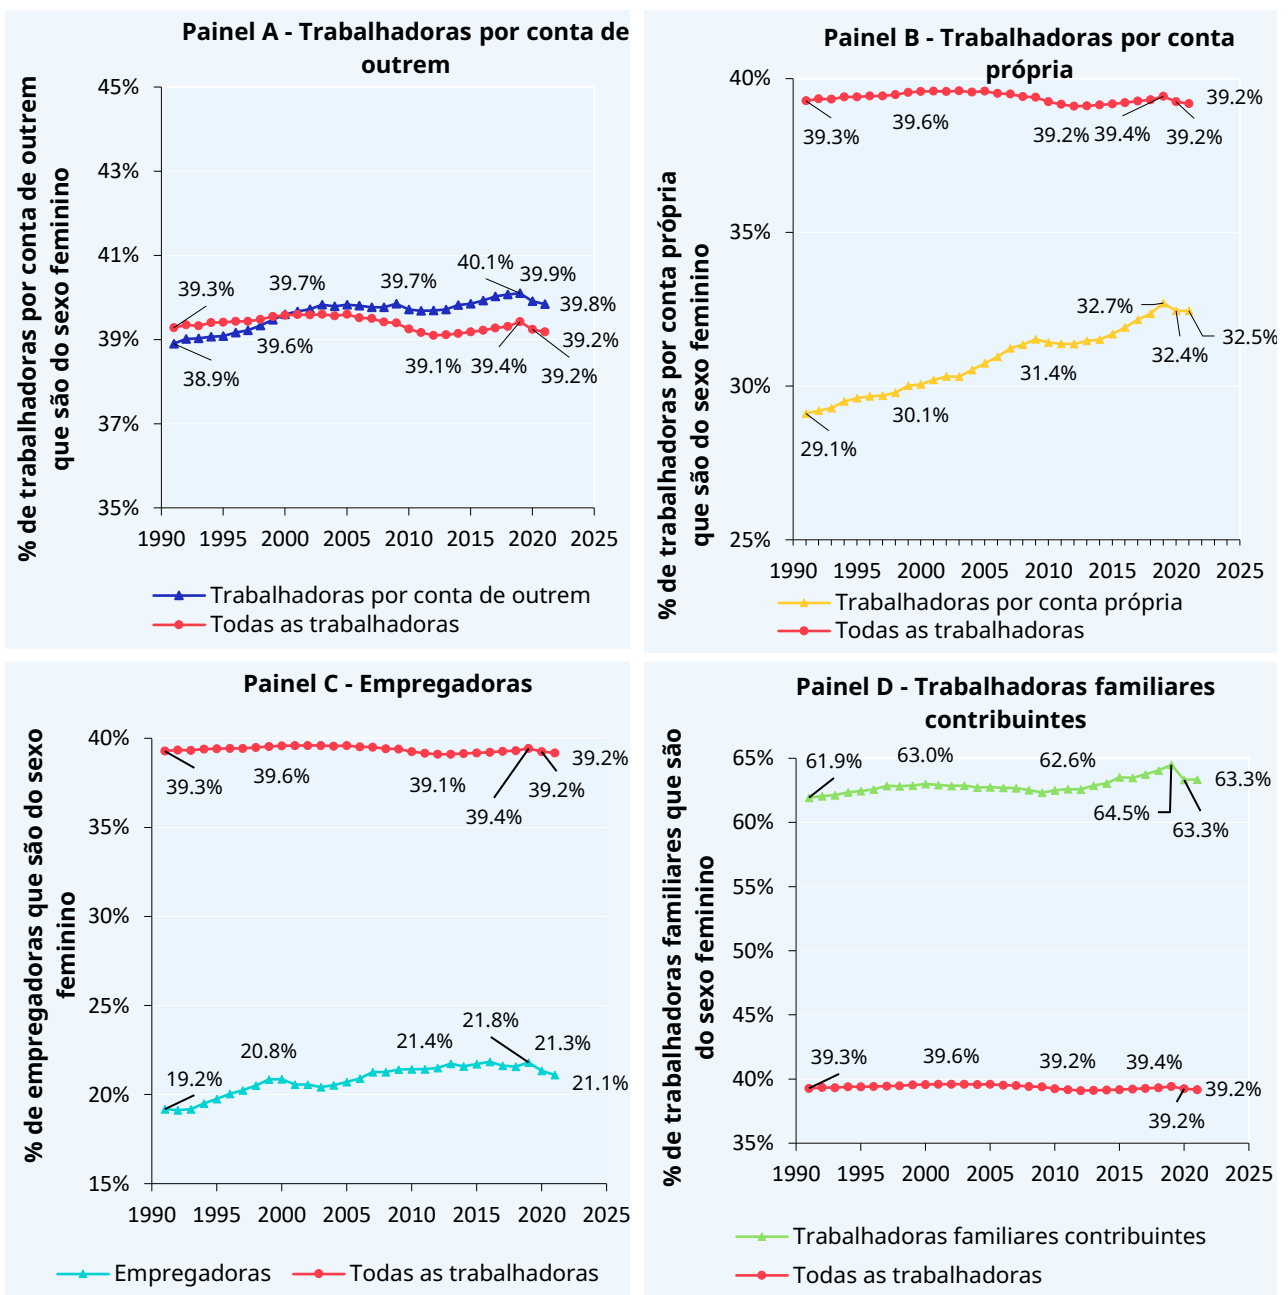 Painel A - Trabalhadoras por conta de
outrem
% de trabalhadoras por conta de outrem
que são do sexo feminino
45%
43%
41%
39%
37%
35%
39.3%
39.7%
39.7%
40.1%
39.9%
39.8%
39.2%
39.6%
38.9%
39.1%
39.4%
39.2%
1990 1995 2000 2005 2010 2015 2020 2025
Trabalhadoras por conta de outrem
Todas as trabalhadoras
Painel B - Trabalhadoras por conta
própria
% de trabalhadoras por conta própria
que são do sexo feminino
40%
35%
30%
25%
39.2%
39.3%
39.6%
39.2%
39.4%
39.2%
32.7%
32.5%
32.4%
31.4%
30.1%
29.1%
1990 1995 2000 2005 2010 2015 2020 2025
Trabalhadoras por conta própria
Todas as trabalhadoras
Painel C - Empregadoras
% de empregadoras que são do sexo
feminino
40%
35%
30%
25%
20%
15%
39.2%
39.3%
39.6%
39.1%
39.2%
39.4%
21.8%
21.3%
21.4%
20.8%
19.2%
21.1%
1990 1995 2000 2005 2010 2015 2020 2025
Empregadoras
Todas as trabalhadoras
Painel D - Trabalhadoras familiares
contribuintes
% de trabalhadoras familiares que são
do sexo feminino
65%
60%
55%
50%
45%
40%
35%
61.9%
63.0%
62.6%
63.3%
64.5%
63.3%
39.3%
39.6%
39.2%
39.4%
39.2%
39.2%
1990 1995 2000 2005 2010 2015 2020 2025
Trabalhadoras familiares contribuintes
Todas as trabalhadoras